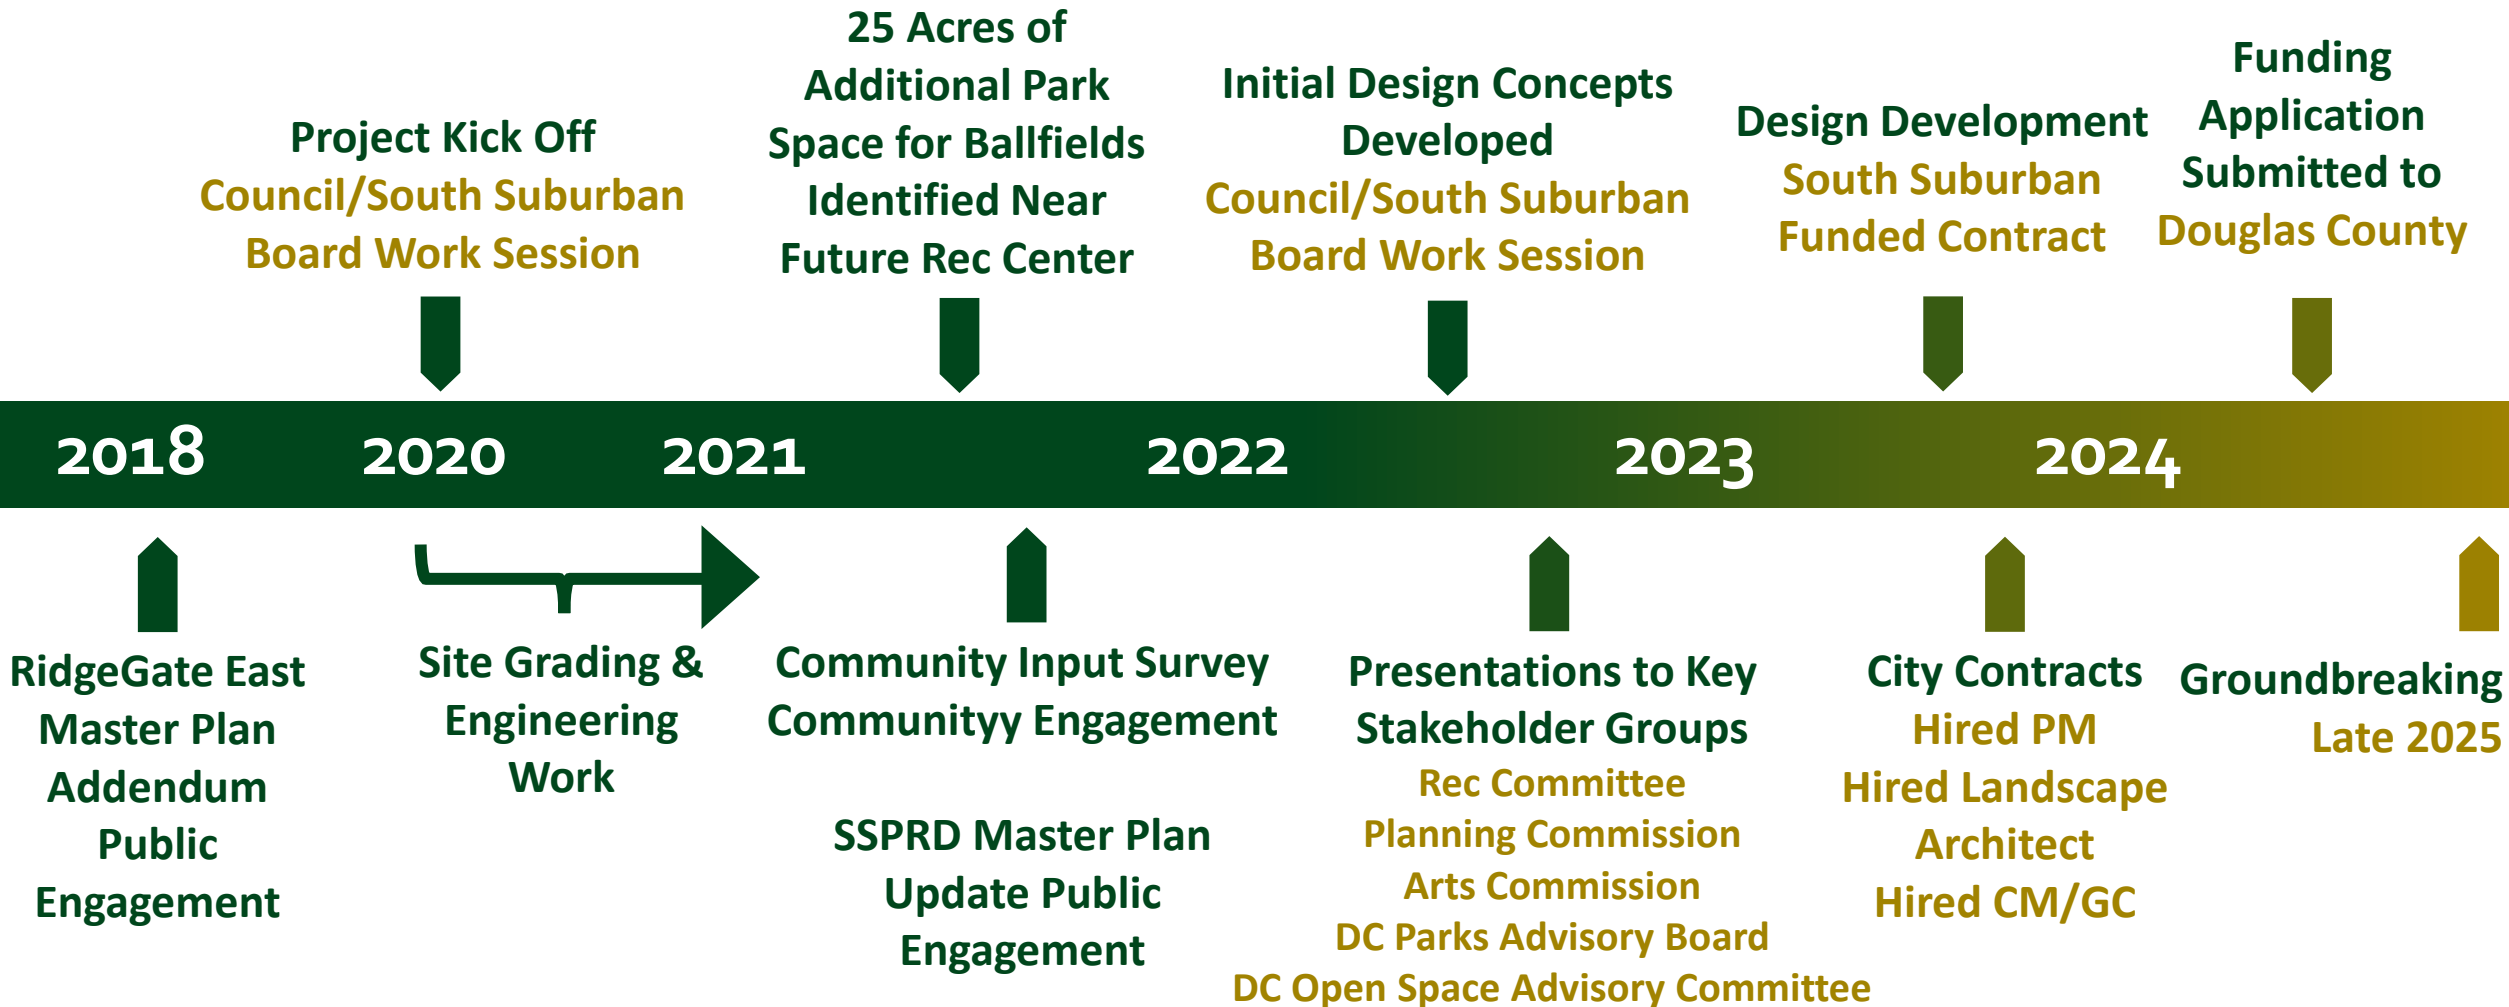 Project Kick Off
Council/South Suburban
Board Work Session
25 Acres of
Additional Park
Space for Ballfields
Identified Near
Future Rec Center
Initial Design Concepts
Developed
Council/South Suburban
Board Work Session
Design Development
South Suburban
Funded Contract
Funding
Application
Submitted to
Douglas County
2018
2020
2021
2022
2023
2024
RidgeGate East
Master Plan
Addendum
Public
Engagement
Site Grading &
Engineering
Work
Community Input Survey
Communityy Engagement
SSPRD Master Plan
Update Public
Engagement
Presentations to Key
Stakeholder Groups
Rec Committee
Planning Commission
Arts Commission
DC Parks Advisory Board
DC Open Space Advisory Committee
City Contracts
Hired PM
Hired Landscape
Architect
Hired CM/GC
Groundbreaking
Late 2025